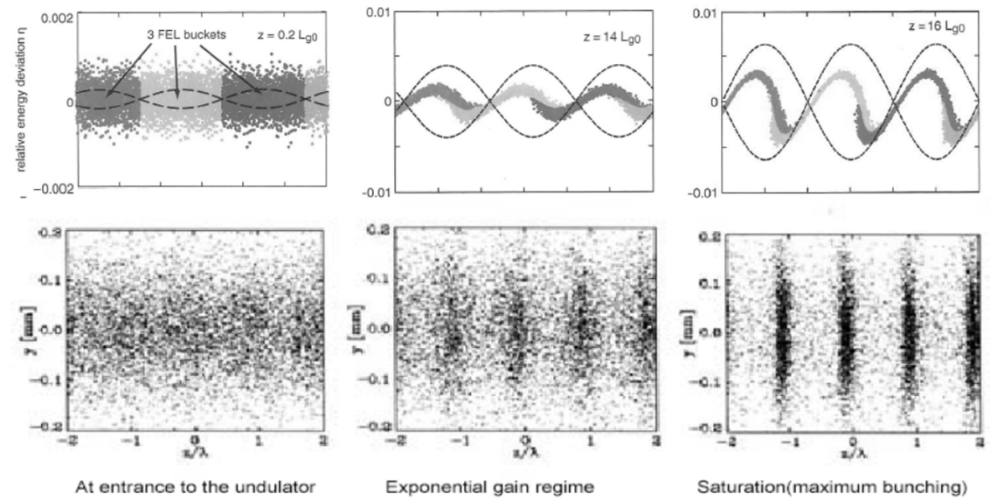 0.002
3 FEL buckets
z = 0.2 Lg0
relative energy deviation η
0
−0.002
0.01
z = 14 Lg0
0
-0.01
0.01
z = 16 Lg0
0
-0.01
0.2
0.1
-0.0
-0.1
-0.2
y [mm]
-2
-1
0
1
2
z/λ
0.2
0.1
-0.0
-0.1
-0.2
y [mm]
-2
-1
0
1
2
z/λ
0.2
0.1
-0.0
-0.1
-0.2
y [mm]
-2
-1
0
1
2
z/λ
At entrance to the undulator
Exponential gain regime
Saturation(maximum bunching)